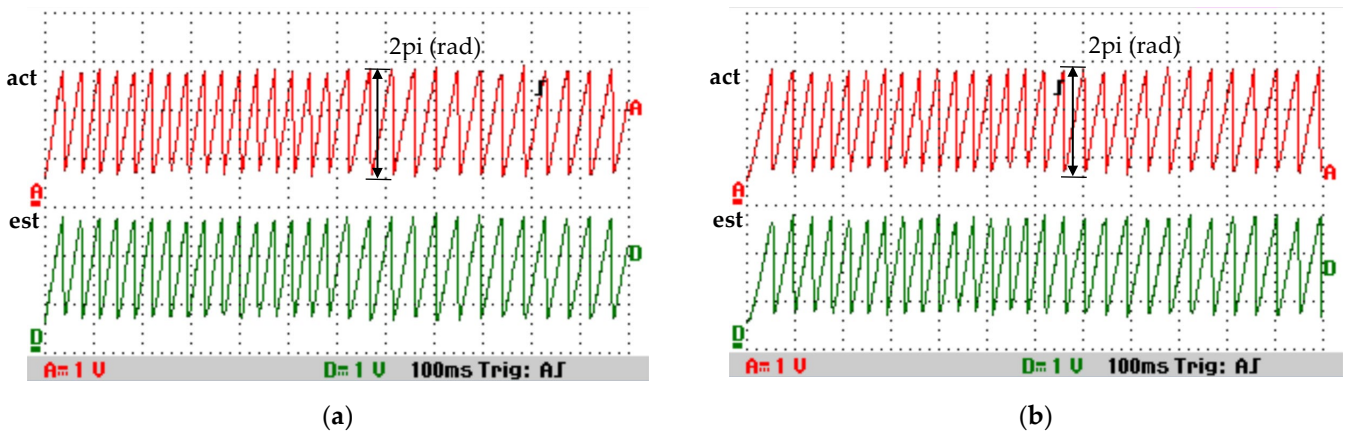 2pi (rad)
act
A
A
est
D
D
A= 1 V D= 1 V 100ms Trig: A
(a)
2pi (rad)
act
A
A
est
D
D
A= 1 V D= 1 V 100ms Trig: A
(b)